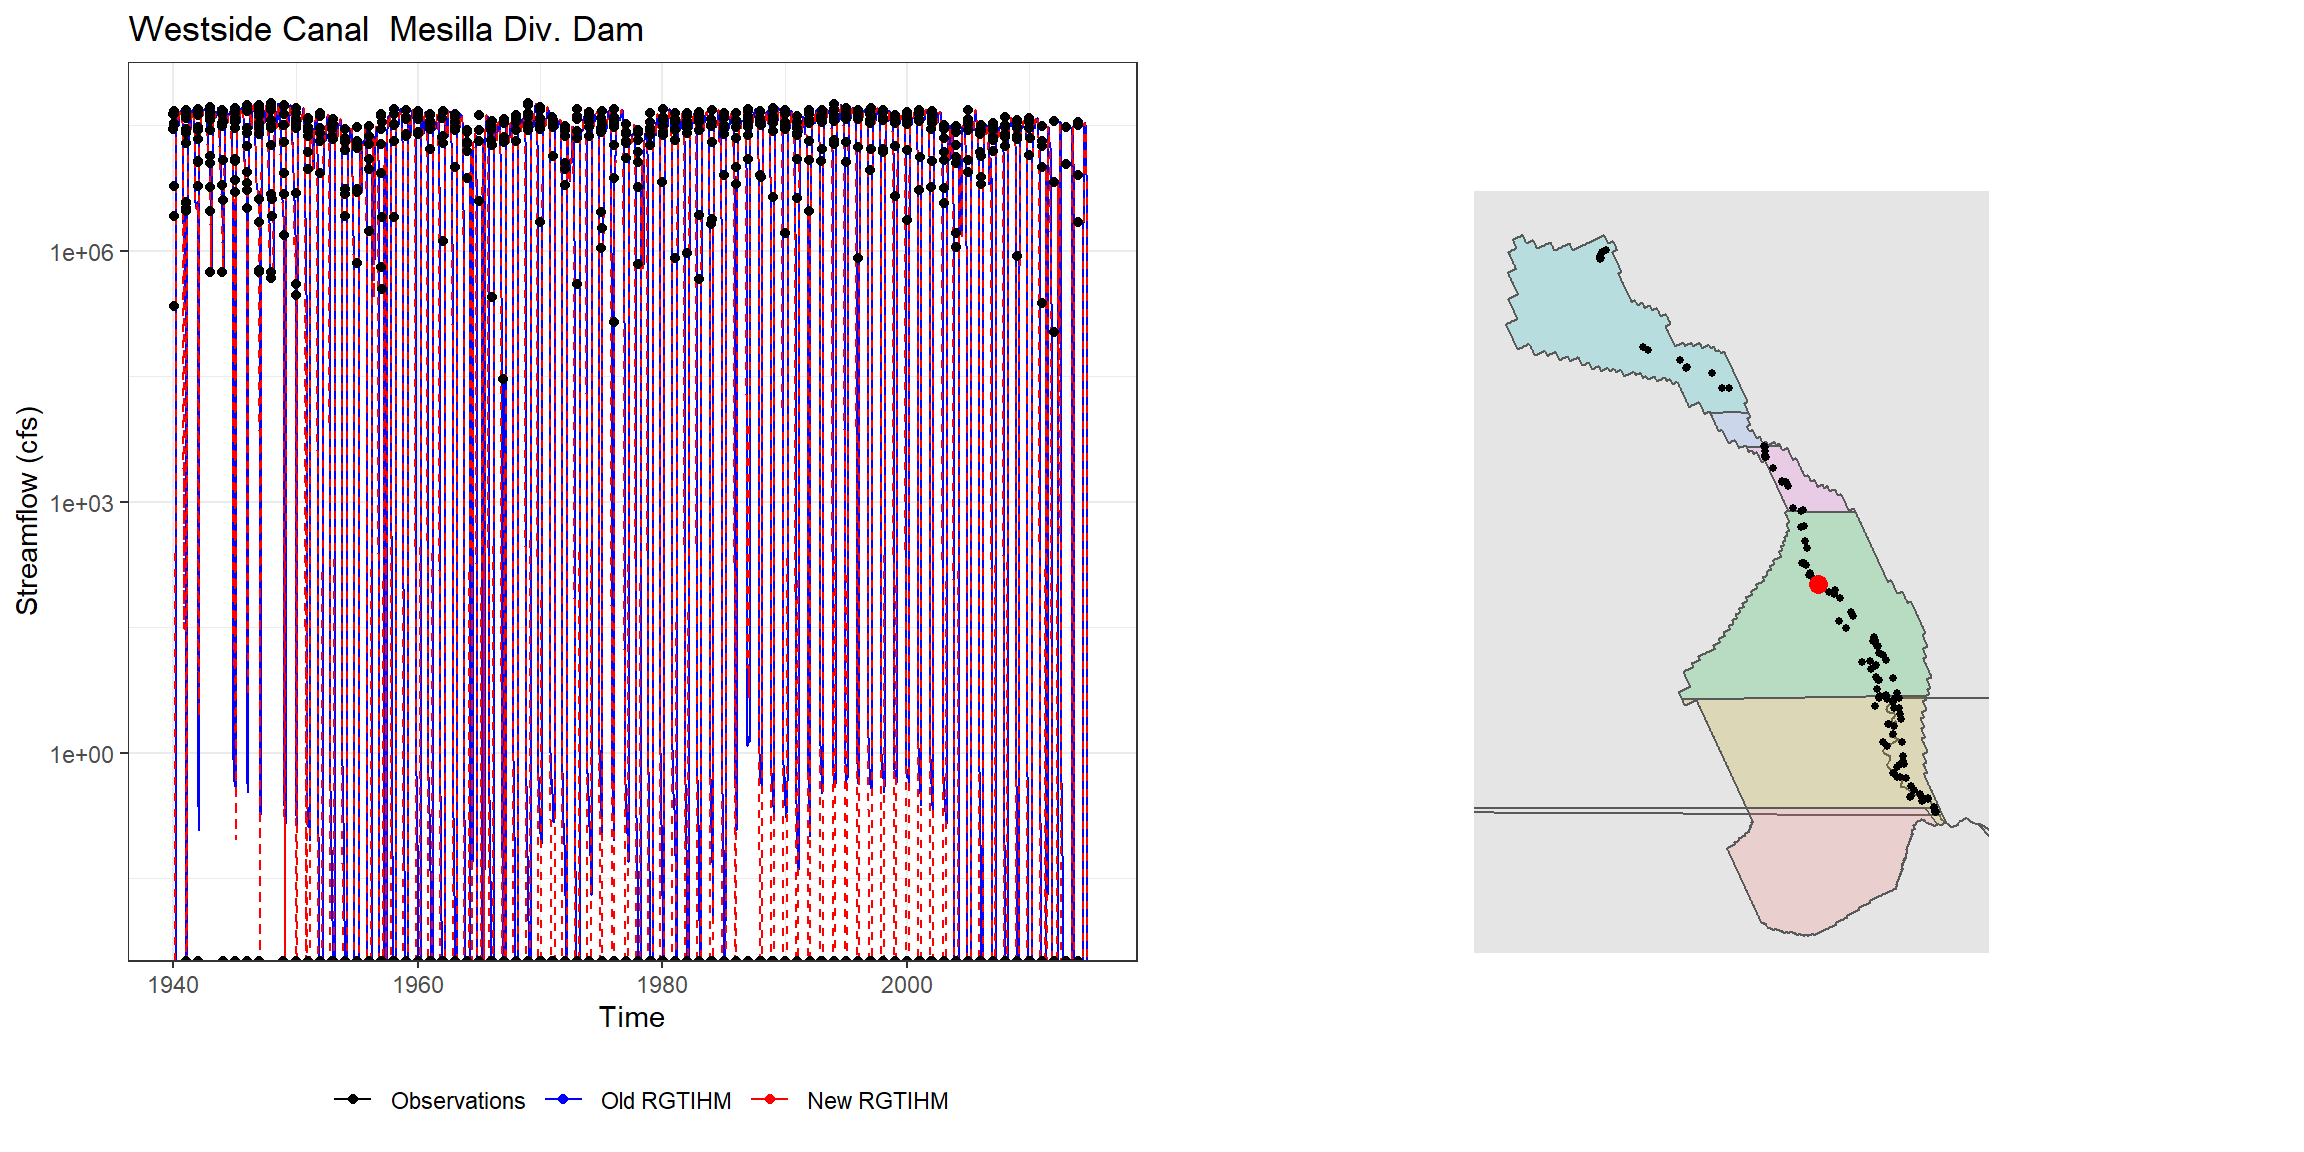 Westside Canal  Mesilla Div. Dam
Streamflow (cfs)
1e+06
1e+03
1e+00
1940 1960 1980 2000
Time
Observations Old RGTIHM New RGTIHM